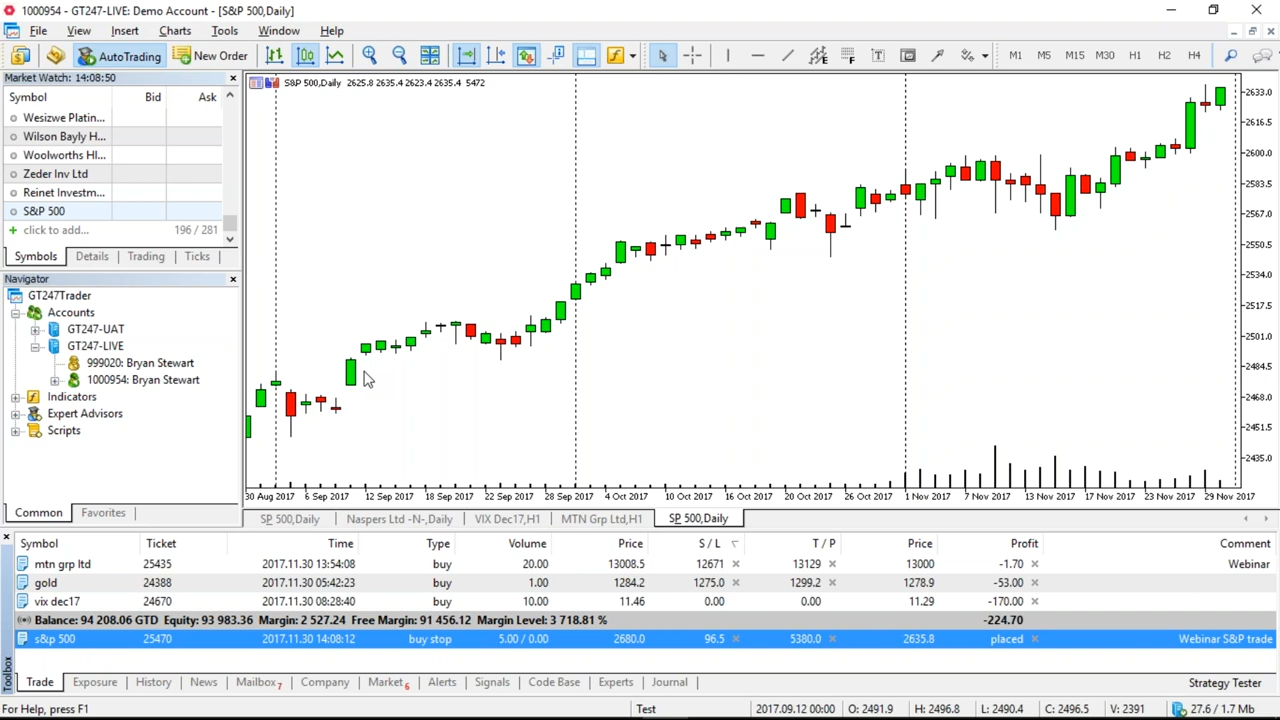 1000954 - GT247-LIVE: Demo Account - [S&P 500,Daily]
File View Insert Charts Tools Window Help
AutoTrading New Order M1 M5 M15 M30 H1 H2 H4
Market Watch: 14:08:50
Symbol Bid Ask
Wesizwe Platin...
Wilson Bayly H...
Woolworths Hl...
Zeder Inv Ltd
Reinet Investm...
S&P 500
click to add... 196 / 281
Symbols Details Trading Ticks
Navigator
GT247Trader
Accounts
GT247-UAT
GT247-LIVE
999020: Bryan Stewart
1000954: Bryan Stewart
Indicators
Expert Advisors
Scripts
Common Favorites
S&P 500,Daily 2625.8 2635.4 2623.4 2635.4 5472
2633.0
2616.5
2600.0
2583.5
2567.0
2550.5
2534.0
2517.5
2501.0
2484.5
2468.0
2451.5
2435.0
30 Aug 2017 6 Sep 2017 12 Sep 2017 18 Sep 2017 22 Sep 2017 28 Sep 2017 4 Oct 2017 10 Oct 2017 16 Oct 2017 20 Oct 2017 26 Oct 2017 1 Nov 2017 7 Nov 2017 13 Nov 2017 17 Nov 2017 23 Nov 2017 29 Nov 2017
SP 500,Daily Naspers Ltd -N-,Daily VIX Dec17,H1 MTN Grp Ltd,H1 SP 500,Daily
Symbol Ticket Time Type Volume Price S / L T / P Price Profit Comment
mtn grp ltd 25435 2017.11.30 13:54:08 buy 20.00 13008.5 12671 13129 13000 -1.70 Webinar
gold 24388 2017.11.30 05:42:23 buy 1.00 1284.2 1275.0 1299.2 1278.9 -53.00
vix dec17 24670 2017.11.30 08:28:40 buy 10.00 11.46 0.00 0.00 11.29 -170.00
Balance: 94 208.06 GTD Equity: 93 983.36 Margin: 2 527.24 Free Margin: 91 456.12 Margin Level: 3 718.81 % -224.70
s&p 500 25470 2017.11.30 14:08:12 buy stop 5.00 / 0.00 2680.0 96.5 5380.0 2635.8 placed Webinar S&P trade
Toolbox
Trade Exposure History News Mailbox7 Company Market6 Alerts Signals Code Base Experts Journal Strategy Tester
For Help, press F1 Test 2017.09.12 00:00 O: 2491.9 H: 2496.8 L: 2490.4 C: 2496.5 V: 2391 27.6 / 1.7 Mb